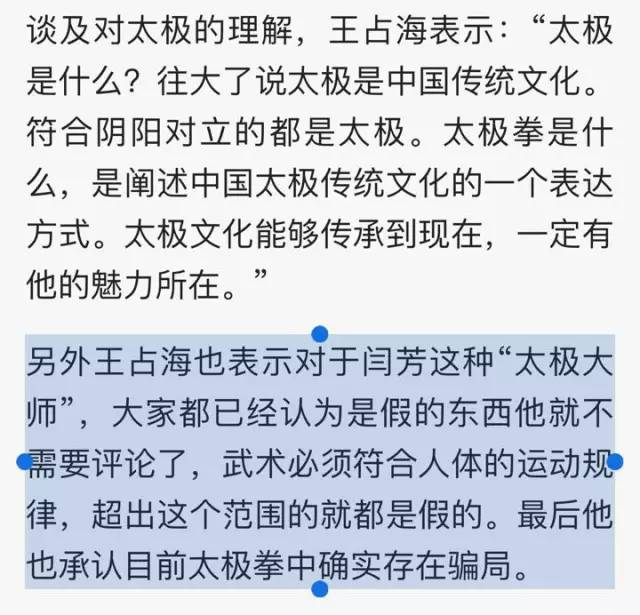 谈及对太极的理解，王占海表示：“太极
是什么？往大了说太极是中国传统文化。
符合阴阳对立的都是太极。太极拳是什
么，是阐述中国太极传统文化的一个表达
方式。太极文化能够传承到现在，一定有
他的魅力所在。”
另外王占海也表示对于闫芳这种“太极大
师”，大家都已经认为是假的东西他就不
需要评论了，武术必须符合人体的运动规
律，超出这个范围的就都是假的。最后他
也承认目前太极拳中确实存在骗局。